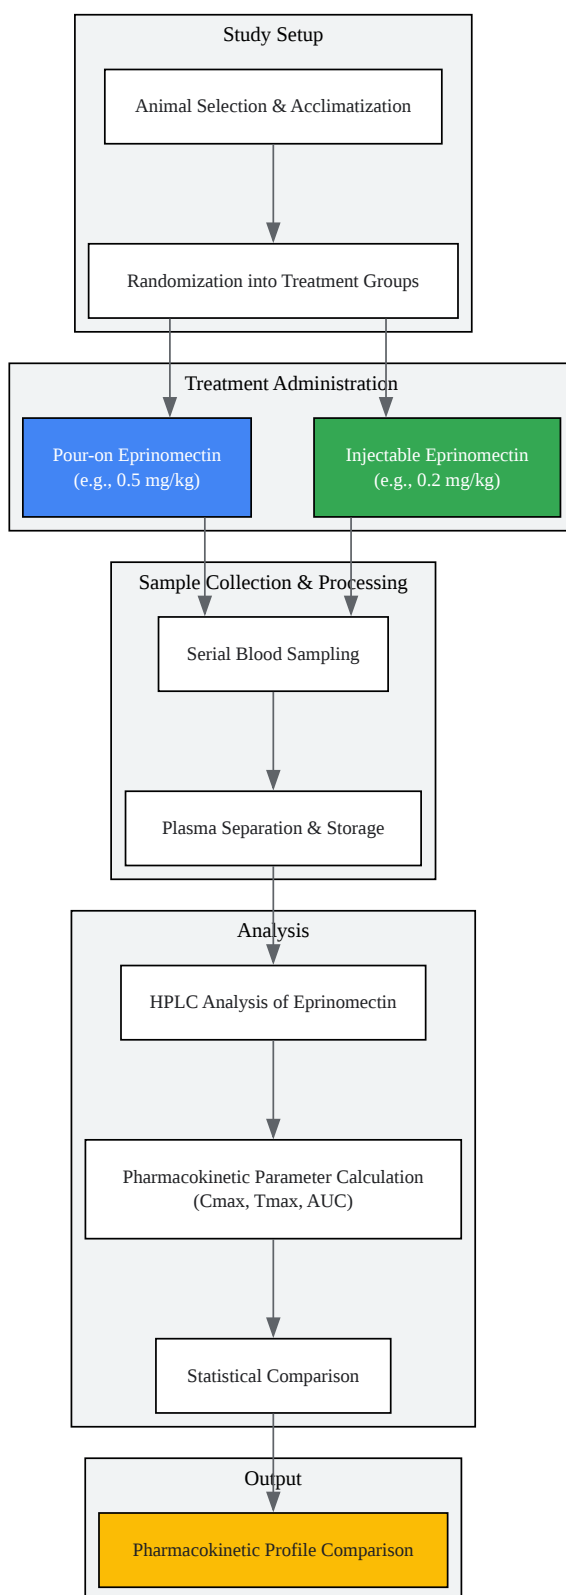 Study Setup
Animal Selection & Acclimatization
Randomization into Treatment Groups
Treatment Administration
Pour-on Eprinomectin
(e.g., 0.5 mg/kg)
Injectable Eprinomectin
(e.g., 0.2 mg/kg)
Sample Collection & Processing
Serial Blood Sampling
Plasma Separation & Storage
Analysis
HPLC Analysis of Eprinomectin
Pharmacokinetic Parameter Calculation
(Cmax, Tmax, AUC)
Statistical Comparison
Output
Pharmacokinetic Profile Comparison